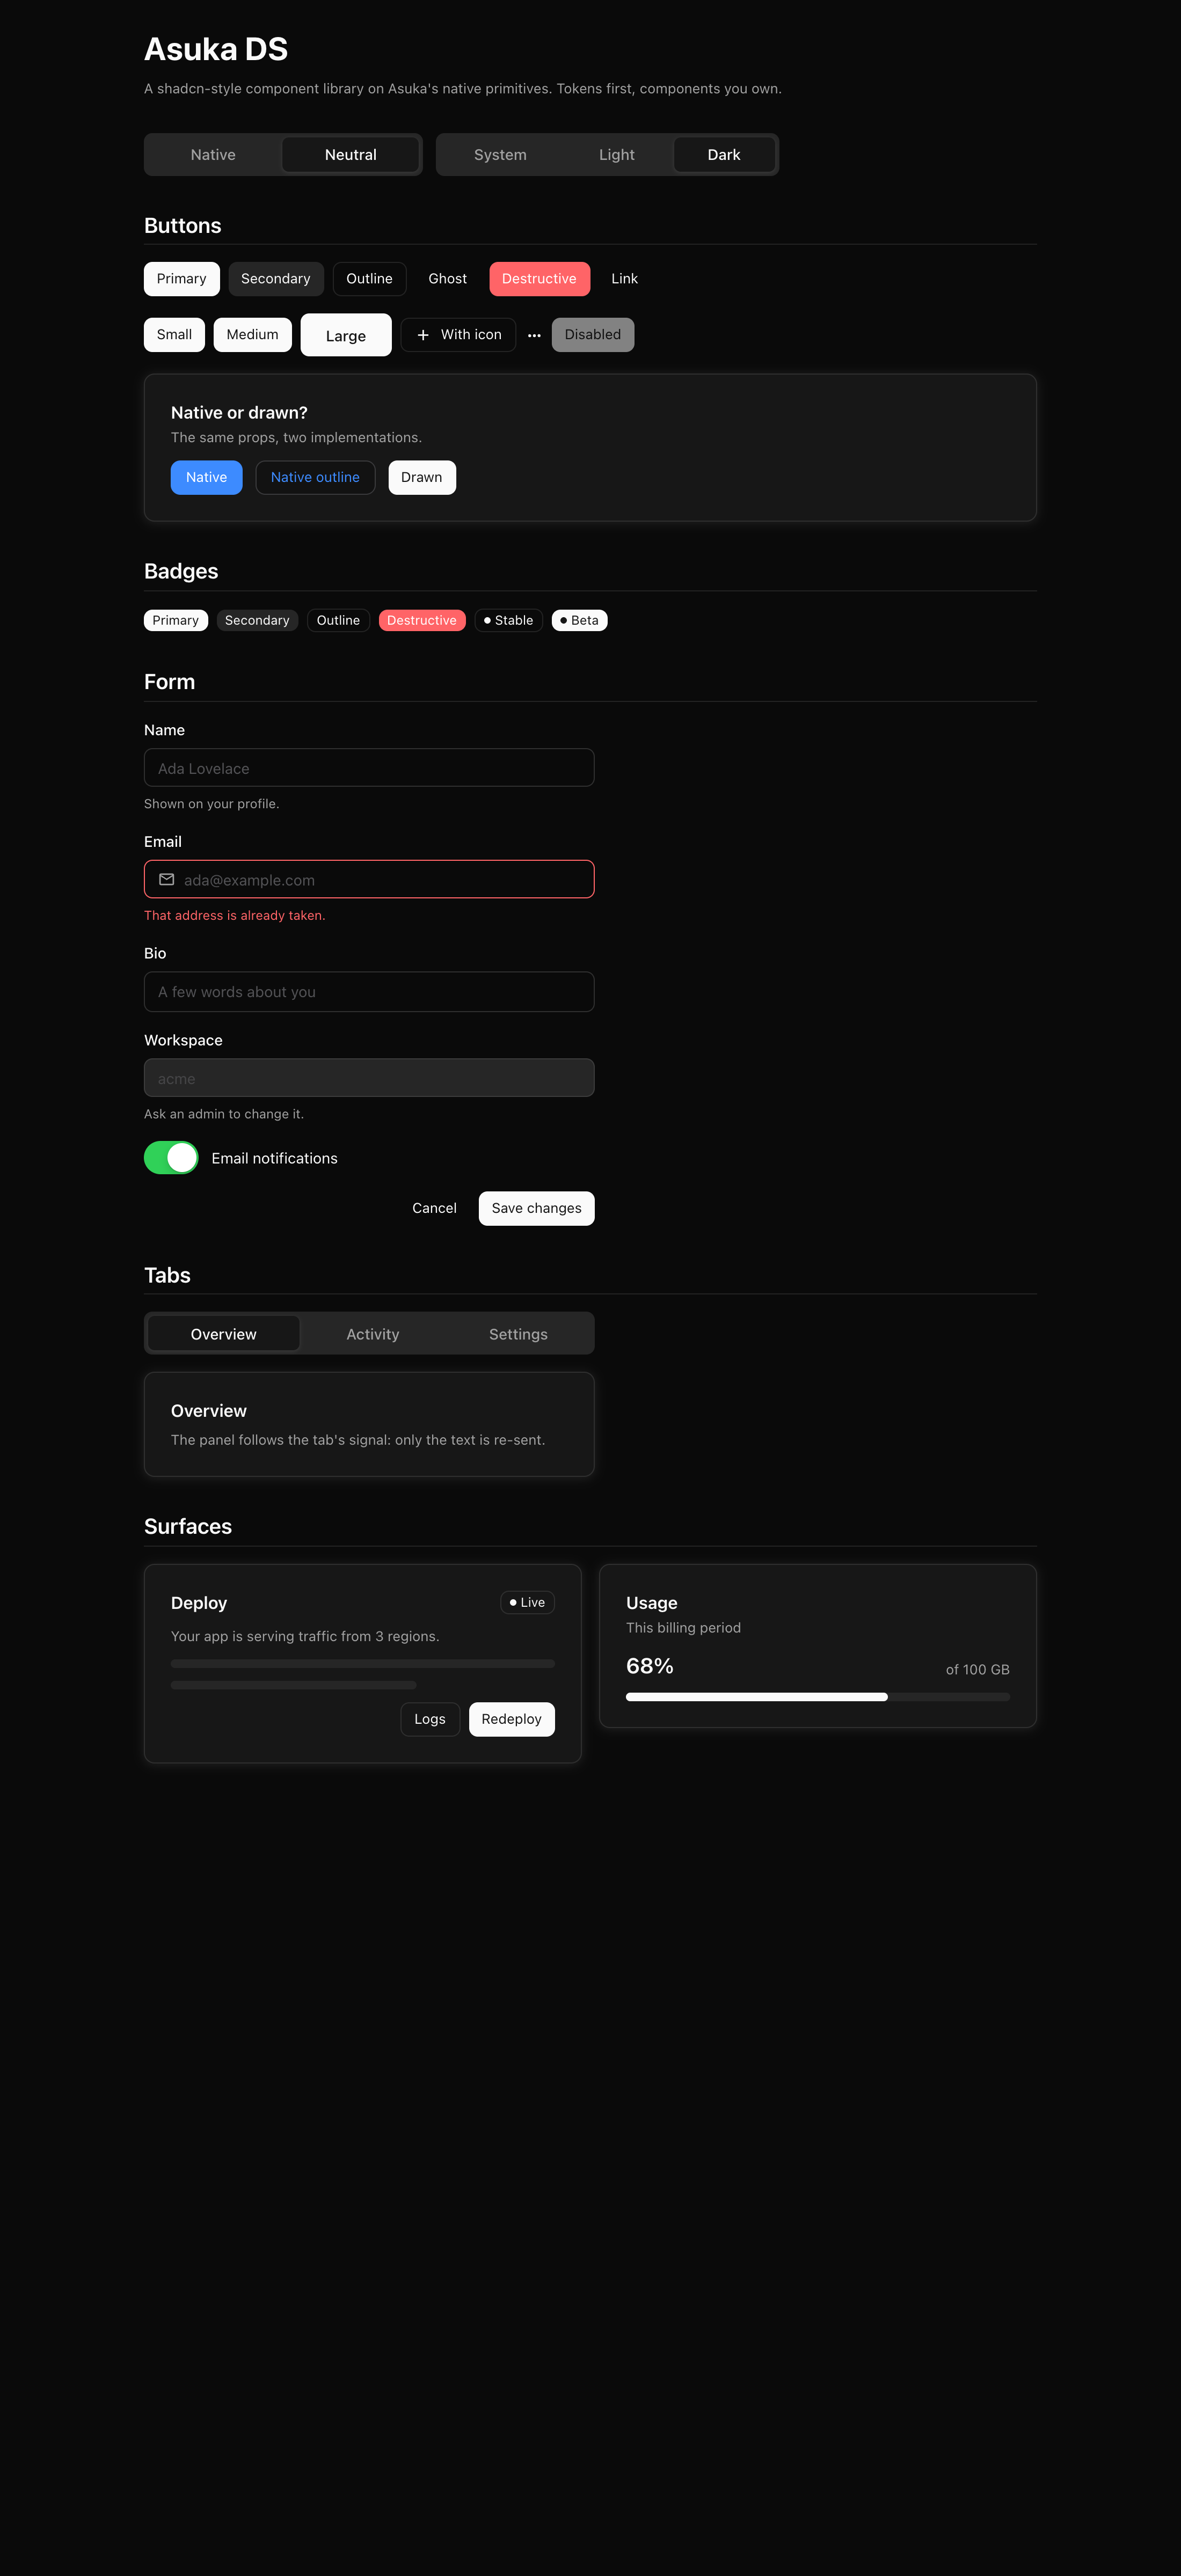 Asuka DS
A shadcn-style component library on Asuka's native primitives. Tokens first, components you own.
Native Neutral System Light Dark
Buttons
Primary Secondary Outline Ghost Destructive Link
Small Medium Large With icon Disabled
Native or drawn?
The same props, two implementations.
Native Native outline Drawn
Badges
Primary Secondary Outline Destructive Stable Beta
Form
Name
Ada Lovelace
Shown on your profile.
Email
ada@example.com
That address is already taken.
Bio
A few words about you
Workspace
acme
Ask an admin to change it.
Email notifications
Cancel Save changes
Tabs
Overview Activity Settings
Overview
The panel follows the tab's signal: only the text is re-sent.
Surfaces
Deploy Live
Your app is serving traffic from 3 regions.
Logs Redeploy
Usage
This billing period
68% of 100 GB